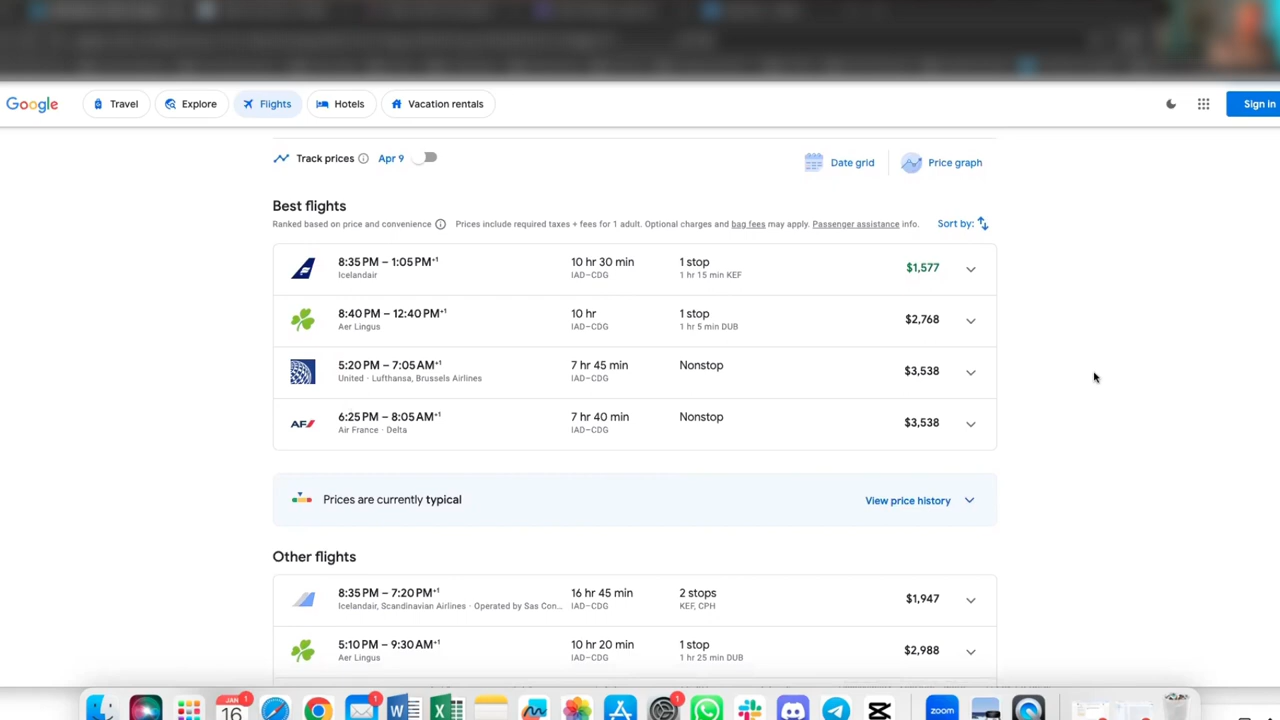 Google
Travel
Explore
Flights
Hotels
Vacation rentals
Sign in
Track prices
Apr 9
Date grid
Price graph
Best flights
Ranked based on price and convenience
Prices include required taxes + fees for 1 adult. Optional charges and bag fees may apply. Passenger assistance info.
Sort by:
8:35 PM – 1:05 PM+1
10 hr 30 min
1 stop
$1,577
Icelandair
IAD–CDG
1 hr 15 min KEF
8:40 PM – 12:40 PM+1
10 hr
1 stop
$2,768
Aer Lingus
IAD–CDG
1 hr 5 min DUB
5:20 PM – 7:05 AM+1
7 hr 45 min
Nonstop
$3,538
United · Lufthansa, Brussels Airlines
IAD–CDG
6:25 PM – 8:05 AM+1
7 hr 40 min
Nonstop
$3,538
AF
Air France · Delta
IAD–CDG
Prices are currently typical
View price history
Other flights
8:35 PM – 7:20 PM+1
16 hr 45 min
2 stops
$1,947
Icelandair, Scandinavian Airlines · Operated by Sas Con...
IAD–CDG
KEF, CPH
5:10 PM – 9:30 AM+1
10 hr 20 min
1 stop
$2,988
Aer Lingus
IAD–CDG
1 hr 25 min DUB
JAN
16
1
1
1
W
X
zoom